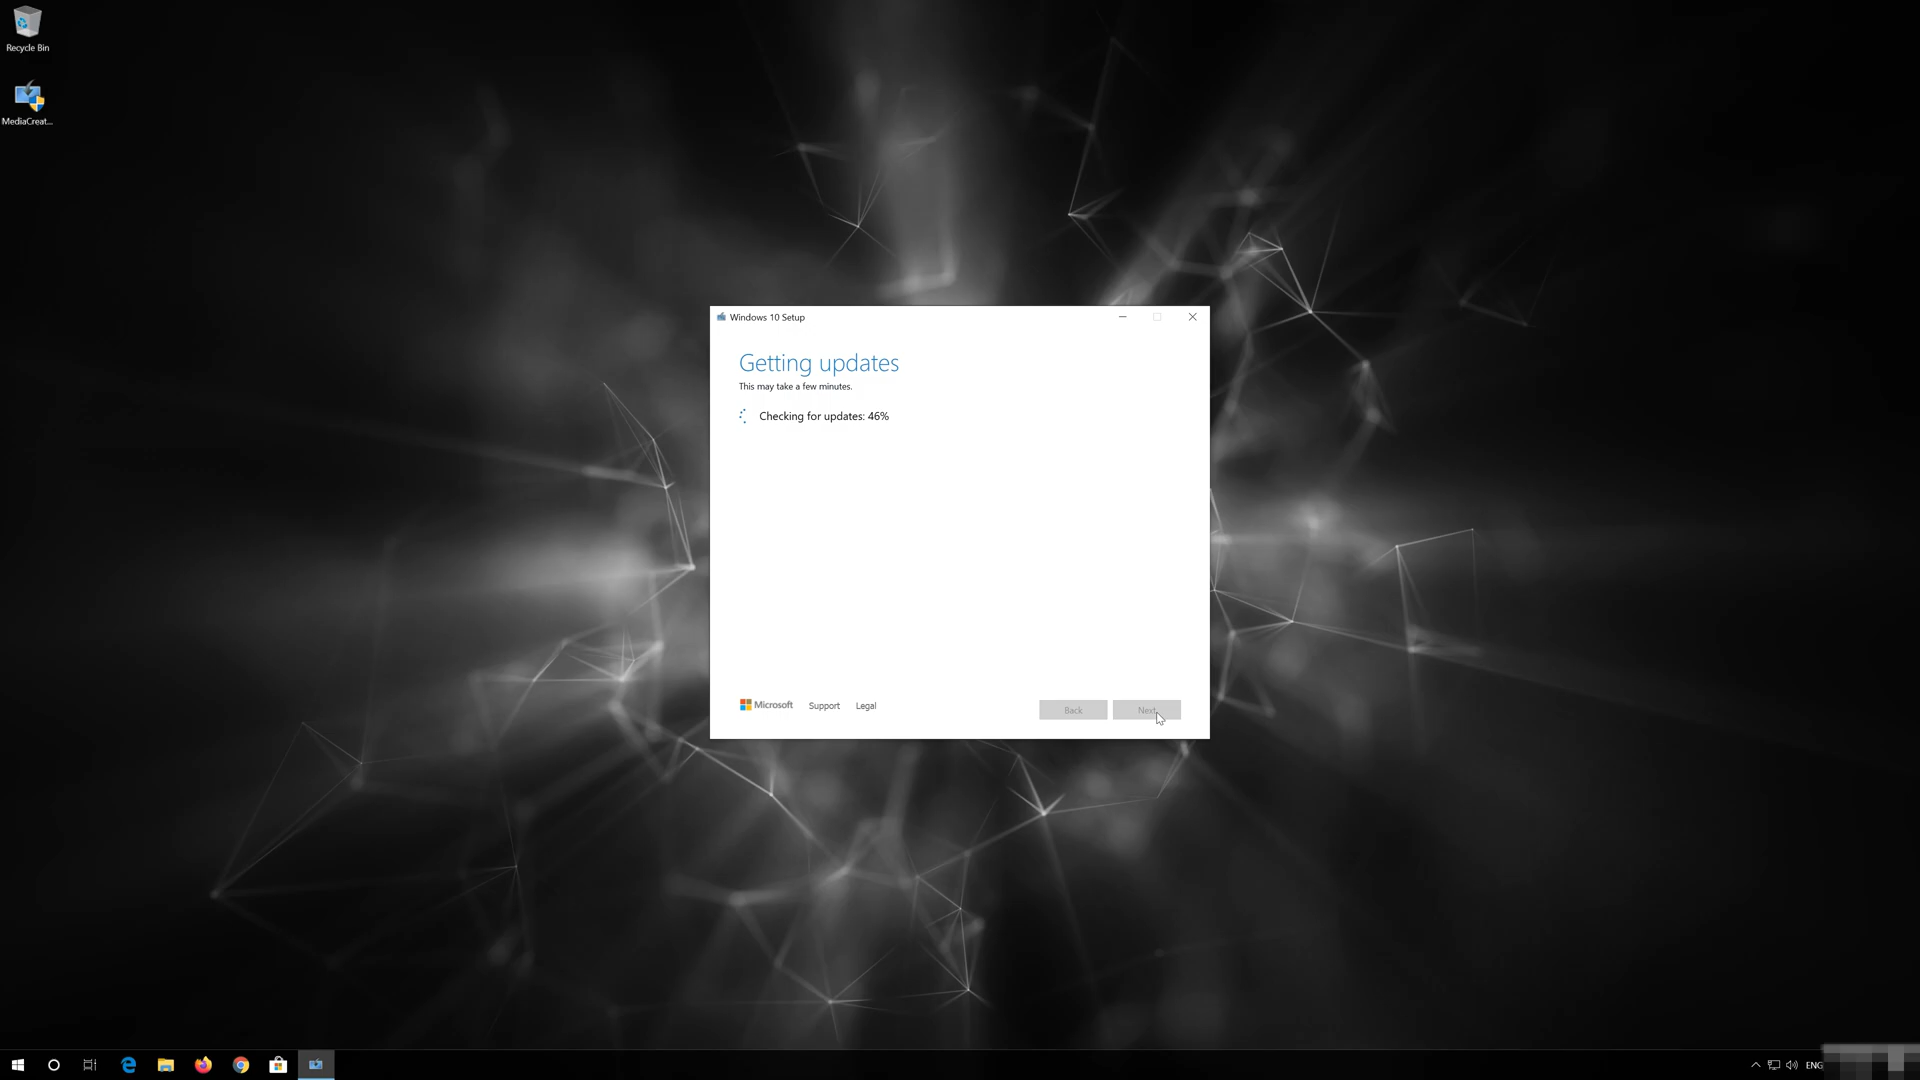 Recycle Bin
MediaCreat...
Windows 10 Setup
Getting updates
This may take a few minutes.
Checking for updates: 46%
Microsoft
Support
Legal
Back
Next
ENG